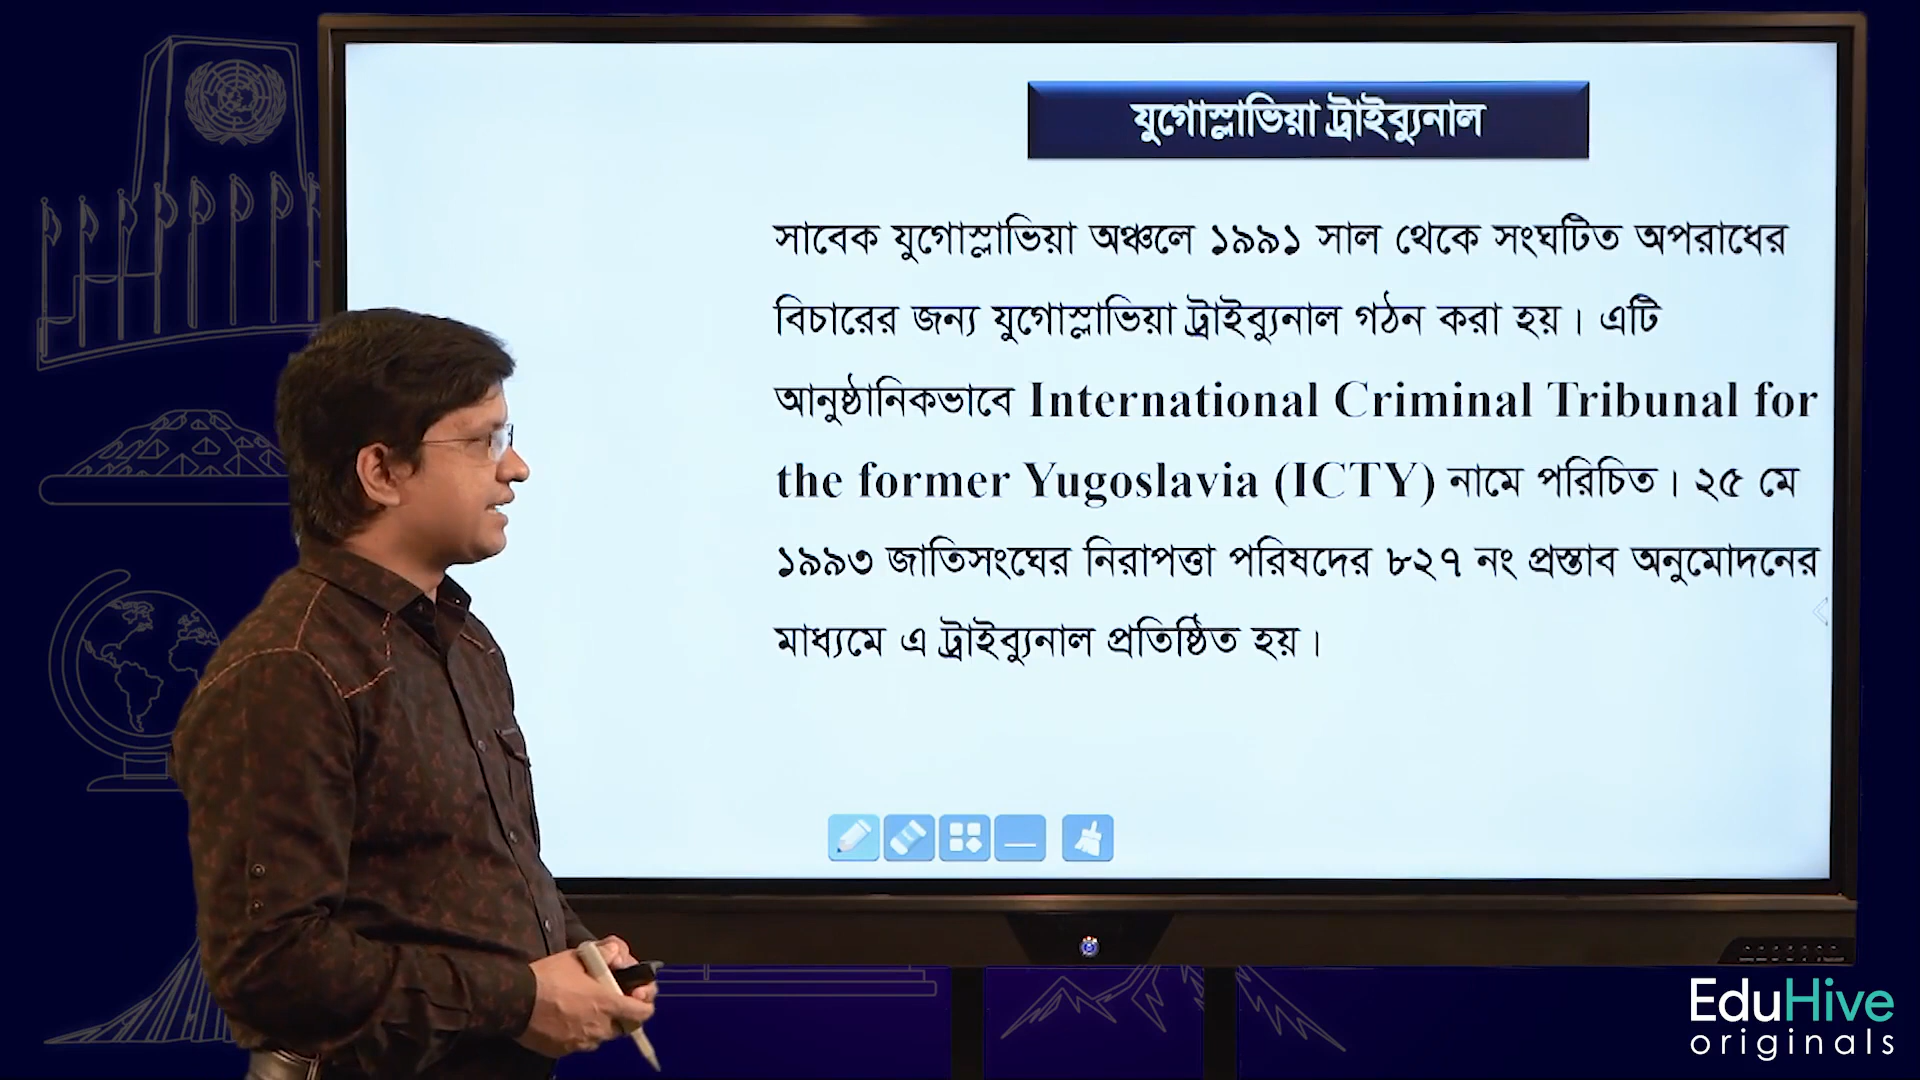 যুগোস্লাভিয়া ট্রাইব্যুনাল
সাবেক যুগোস্লাভিয়া অঞ্চলে ১৯৯১ সাল থেকে সংঘটিত অপরাধের
বিচারের জন্য যুগোস্লাভিয়া ট্রাইব্যুনাল গঠন করা হয়। এটি
আনুষ্ঠানিকভাবে International Criminal Tribunal for
the former Yugoslavia (ICTY) নামে পরিচিত। ২৫ মে
১৯৯৩ জাতিসংঘের নিরাপত্তা পরিষদের ৮২৭ নং প্রস্তাব অনুমোদনের
মাধ্যমে এ ট্রাইব্যুনাল প্রতিষ্ঠিত হয়।
EduHive
originals